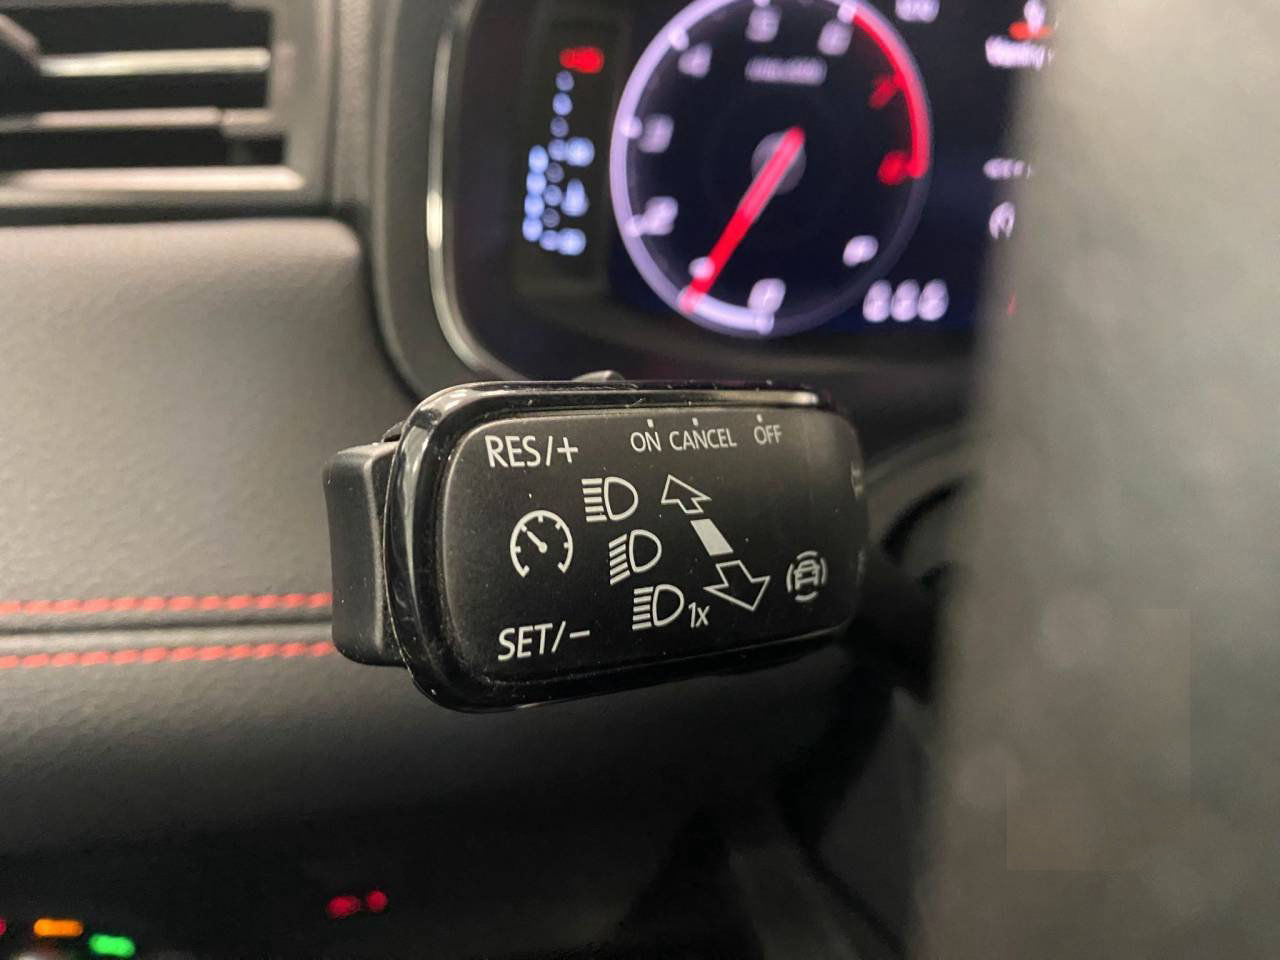 RES/+
ON CANCEL OFF
1x
SET/-